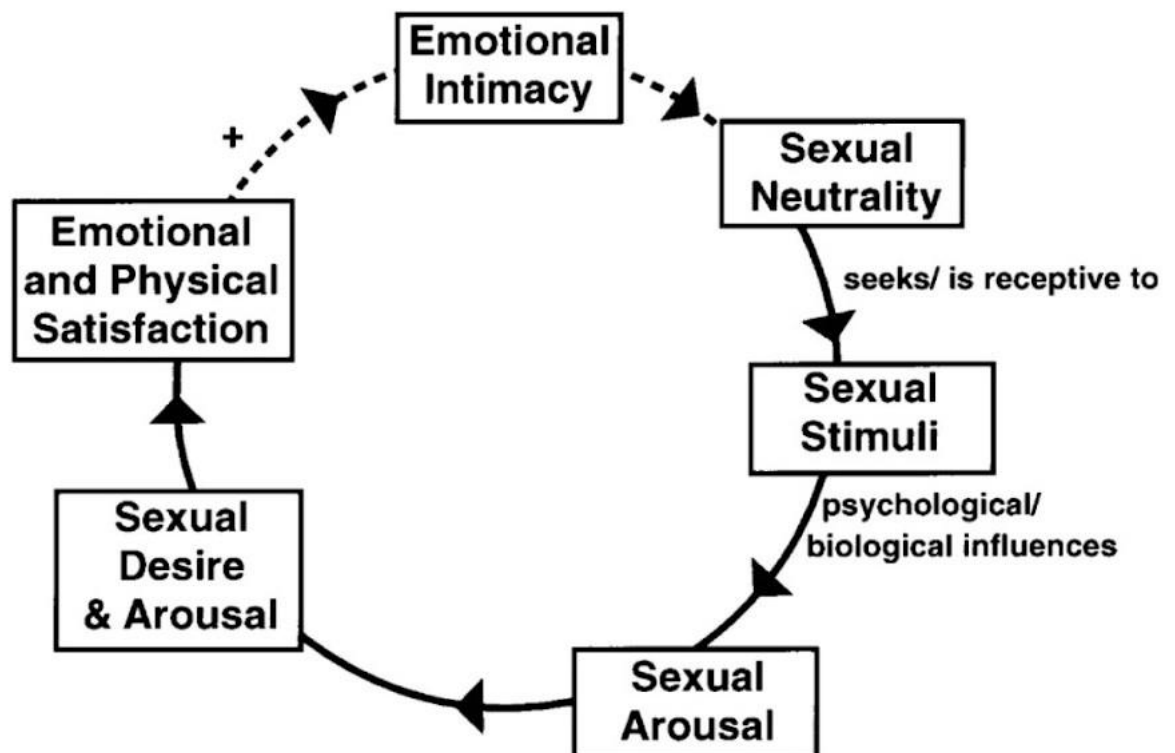 Emotional
Intimacy
Sexual
Neutrality
seeks/ is receptive to
Sexual
Stimuli
psychological/
biological influences
Sexual
Arousal
Sexual
Desire
& Arousal
Emotional
and Physical
Satisfaction
+